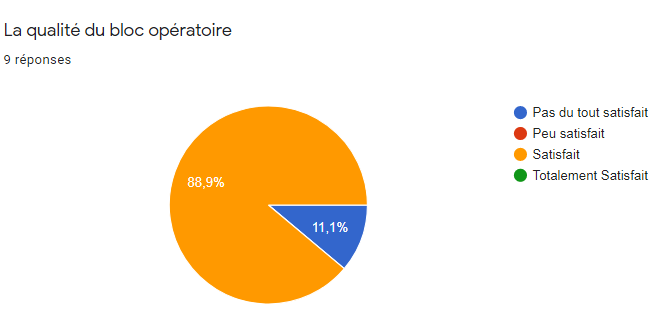 La qualité du bloc opératoire
9 réponses
88,9%
11,1%
Pas du tout satisfait
Peu satisfait
Satisfait
Totalement Satisfait